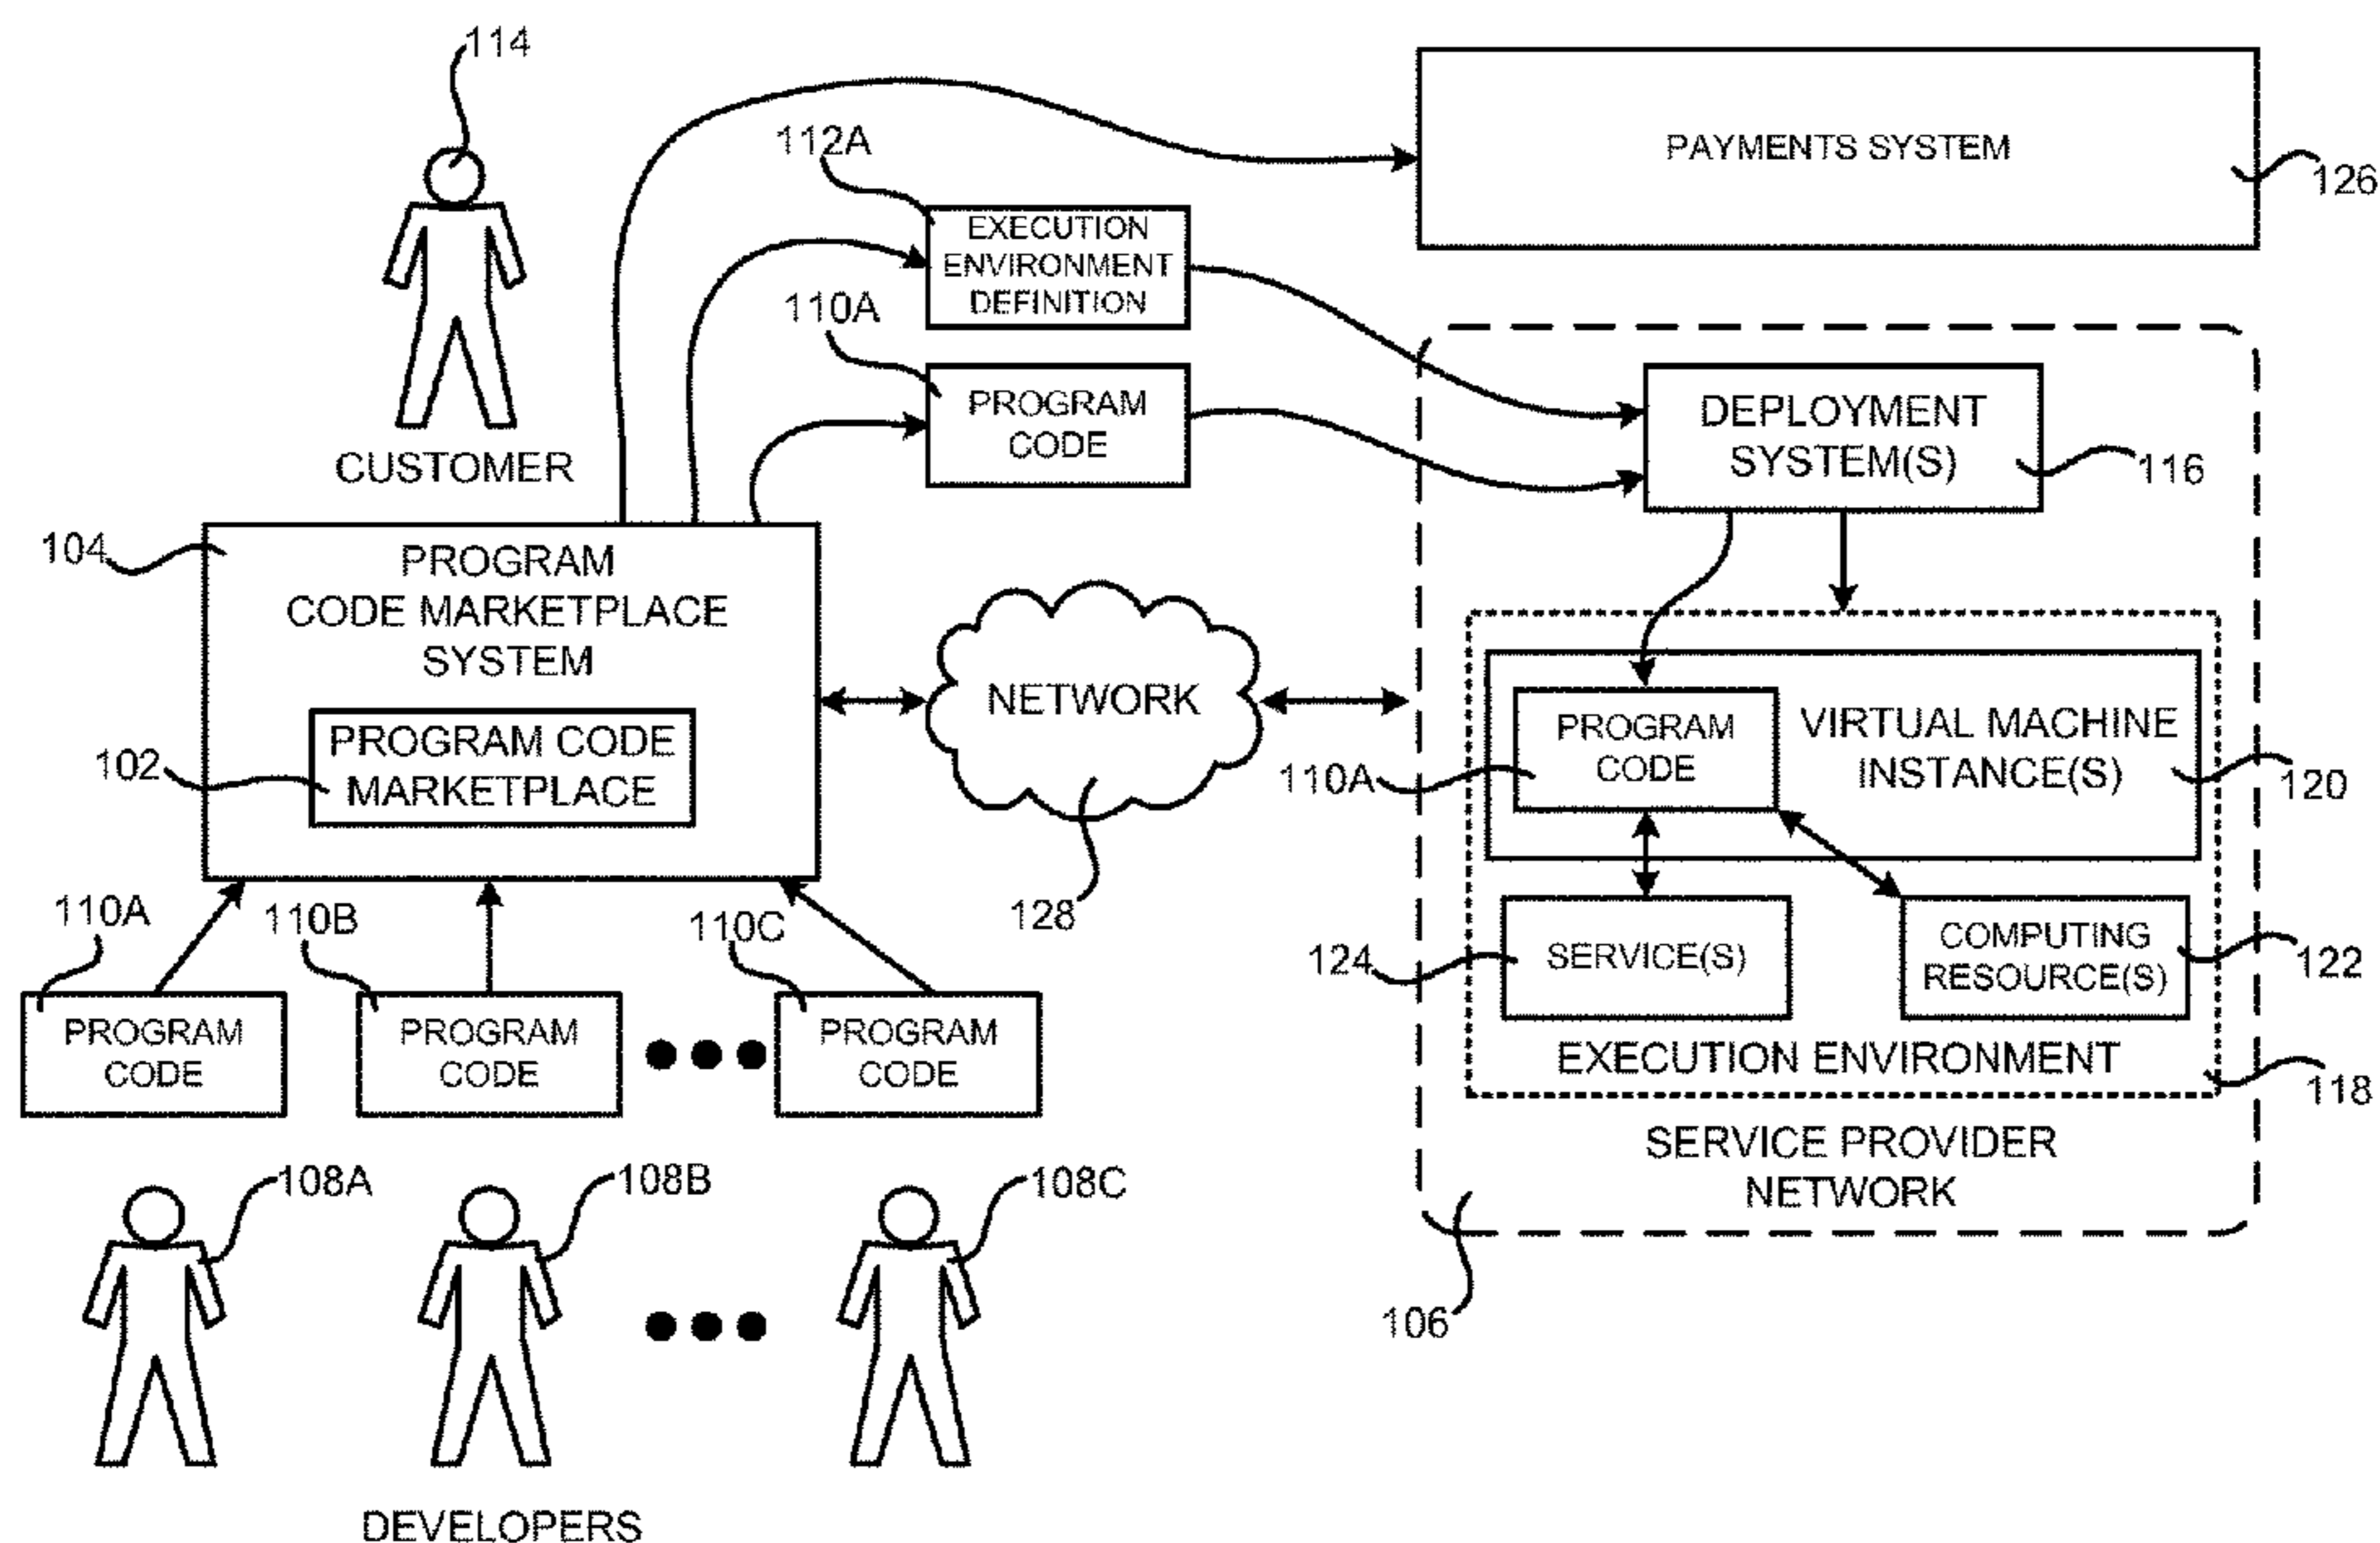 114
CUSTOMER
112A
EXECUTION
ENVIRONMENT
DEFINITION
110A
PROGRAM
CODE
PAYMENTS SYSTEM
126
DEPLOYMENT
SYSTEM(S)
116
104
PROGRAM
CODE MARKETPLACE
SYSTEM
102
PROGRAM CODE
MARKETPLACE
NETWORK
128
PROGRAM
CODE
110A
VIRTUAL MACHINE
INSTANCE(S)
120
124
SERVICE(S)
COMPUTING
RESOURCE(S)
122
EXECUTION ENVIRONMENT
118
SERVICE PROVIDER
NETWORK
106
110A
PROGRAM
CODE
110B
PROGRAM
CODE
110C
PROGRAM
CODE
108A
108B
108C
DEVELOPERS